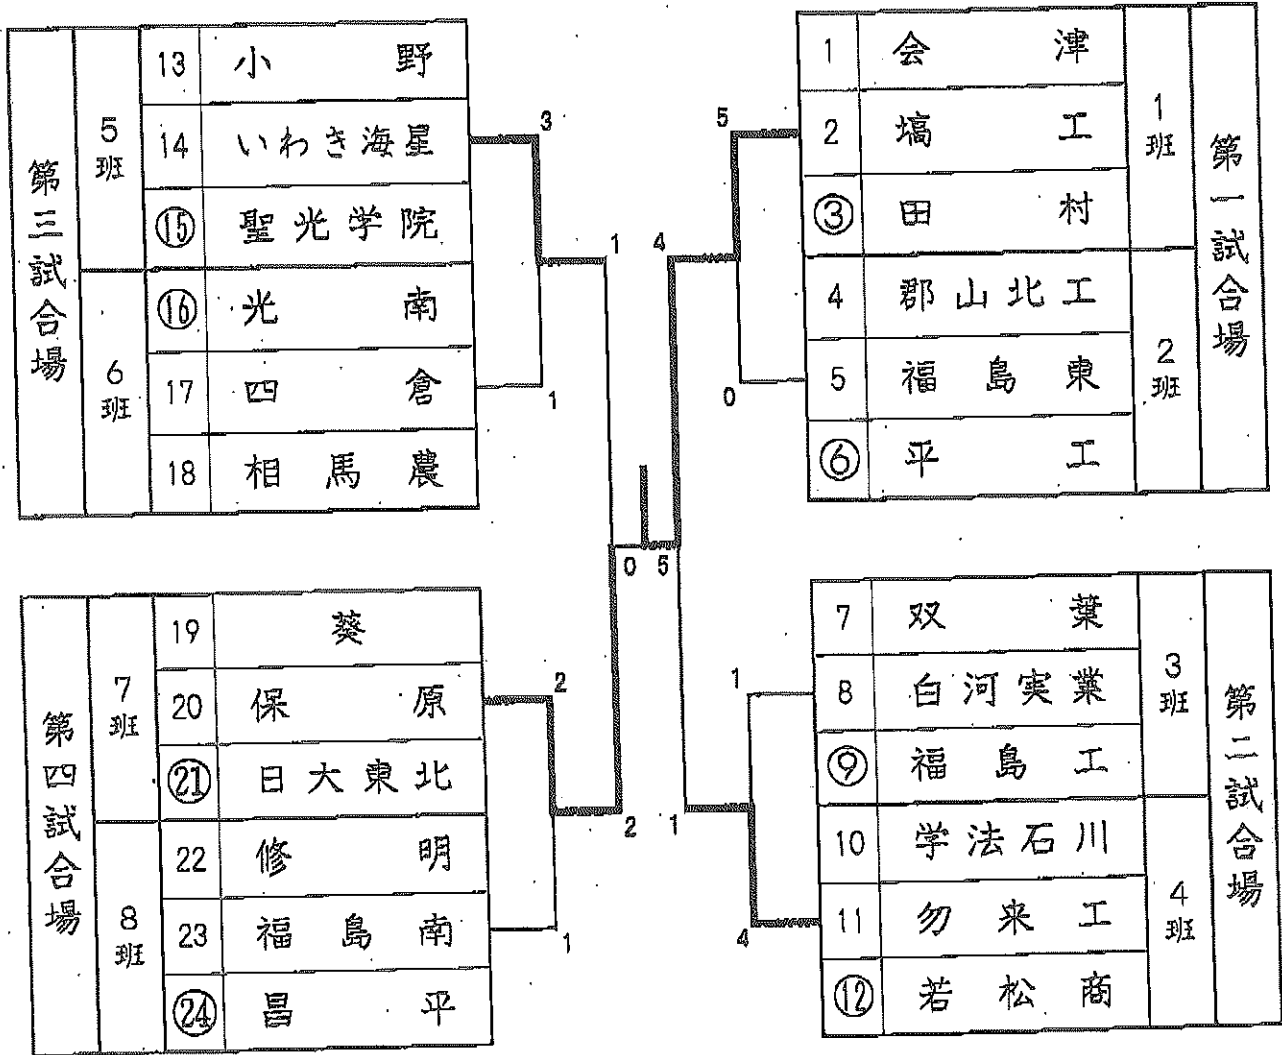 第三試合場
5班
13 小野
14 いわき海星
⑮ 聖光学院
6班
⑯ 光南
17 四倉
18 相馬農
3
1
1
第四試合場
7班
19 葵
20 保原
㉑ 日大東北
8班
22 修明
23 福島南
㉔ 昌平
2
1
2
0 5
第一試合場
1班
1 会津
2 塙工
③ 田村
2班
4 郡山北工
5 福島東
⑥ 平工
5
0
4
第二試合場
3班
7 双葉
8 白河実業
⑨ 福島工
4班
10 学法石川
11 勿来工
⑫ 若松商
1
4
1